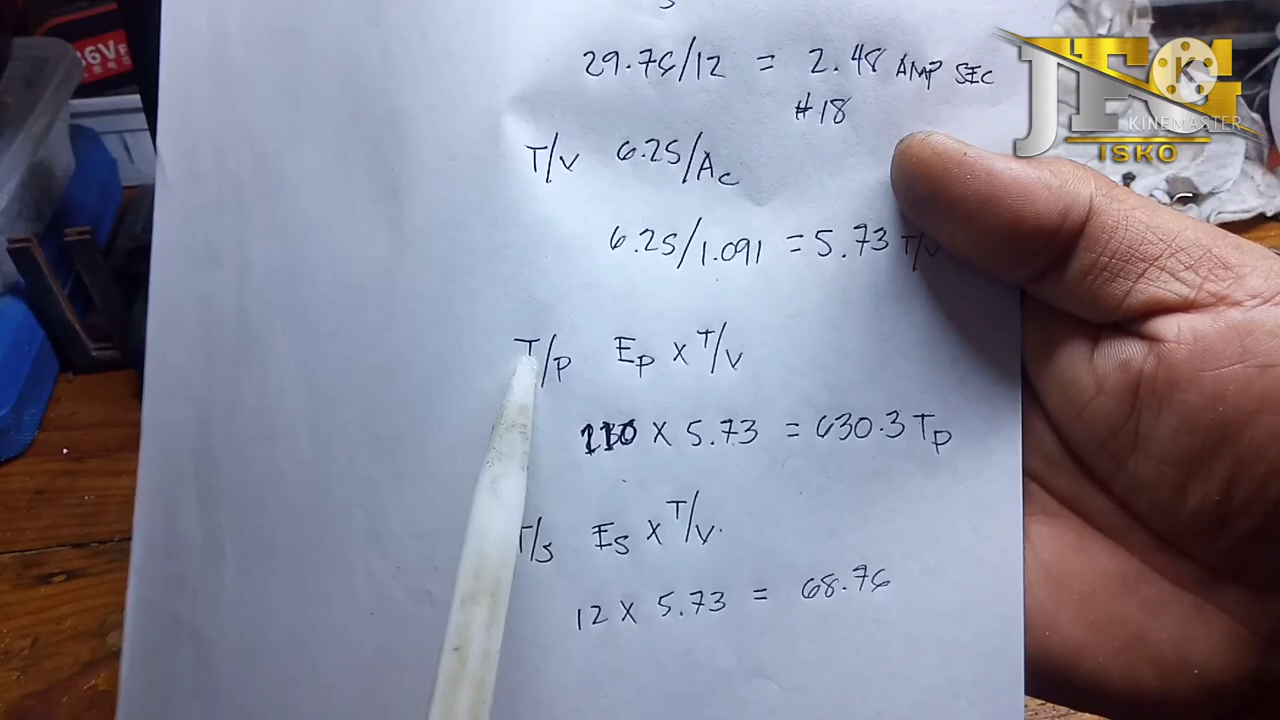 29.76/12 = 2.48 AMP SEC
#18
T/V 6.25/Ac
6.25/1.091 = 5.73 T/V
T/P Ep x T/V
110 x 5.73 = 630.3 Tp
T/S Es x T/V.
12 x 5.73 = 68.76
36V
JFG
K
KINEMASTER
ISKO